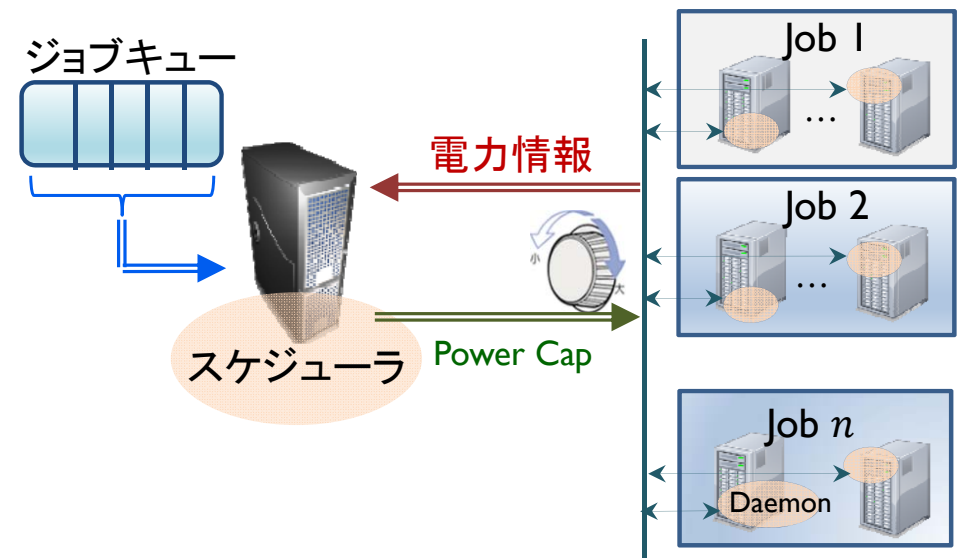 ジョブキュー
Job 1
...
電力情報
Job 2
小
大
...
Power Cap
スケジューラ
Job n
Daemon